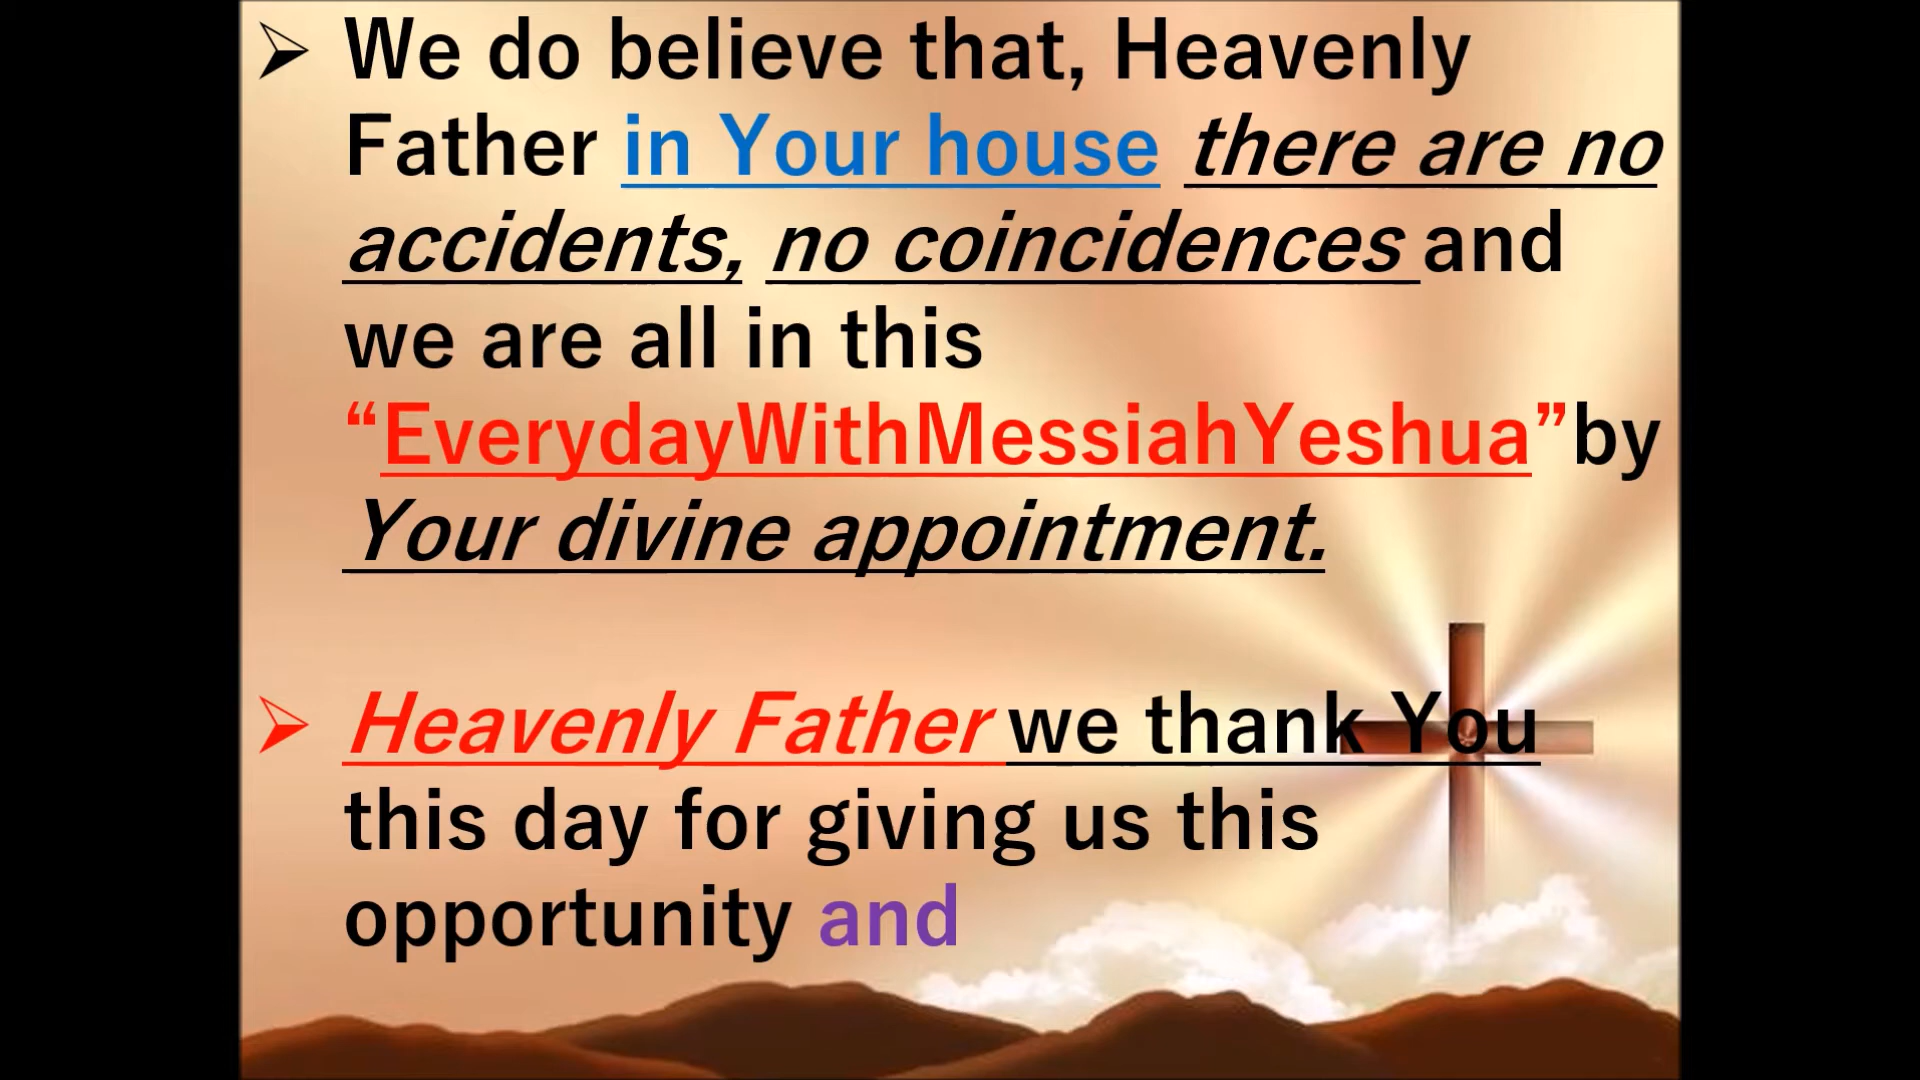 ➢ We do believe that, Heavenly
Father in Your house there are no
accidents, no coincidences and
we are all in this
“EverydayWithMessiahYeshua”by
Your divine appointment.
➢ Heavenly Father we thank You
this day for giving us this
opportunity and